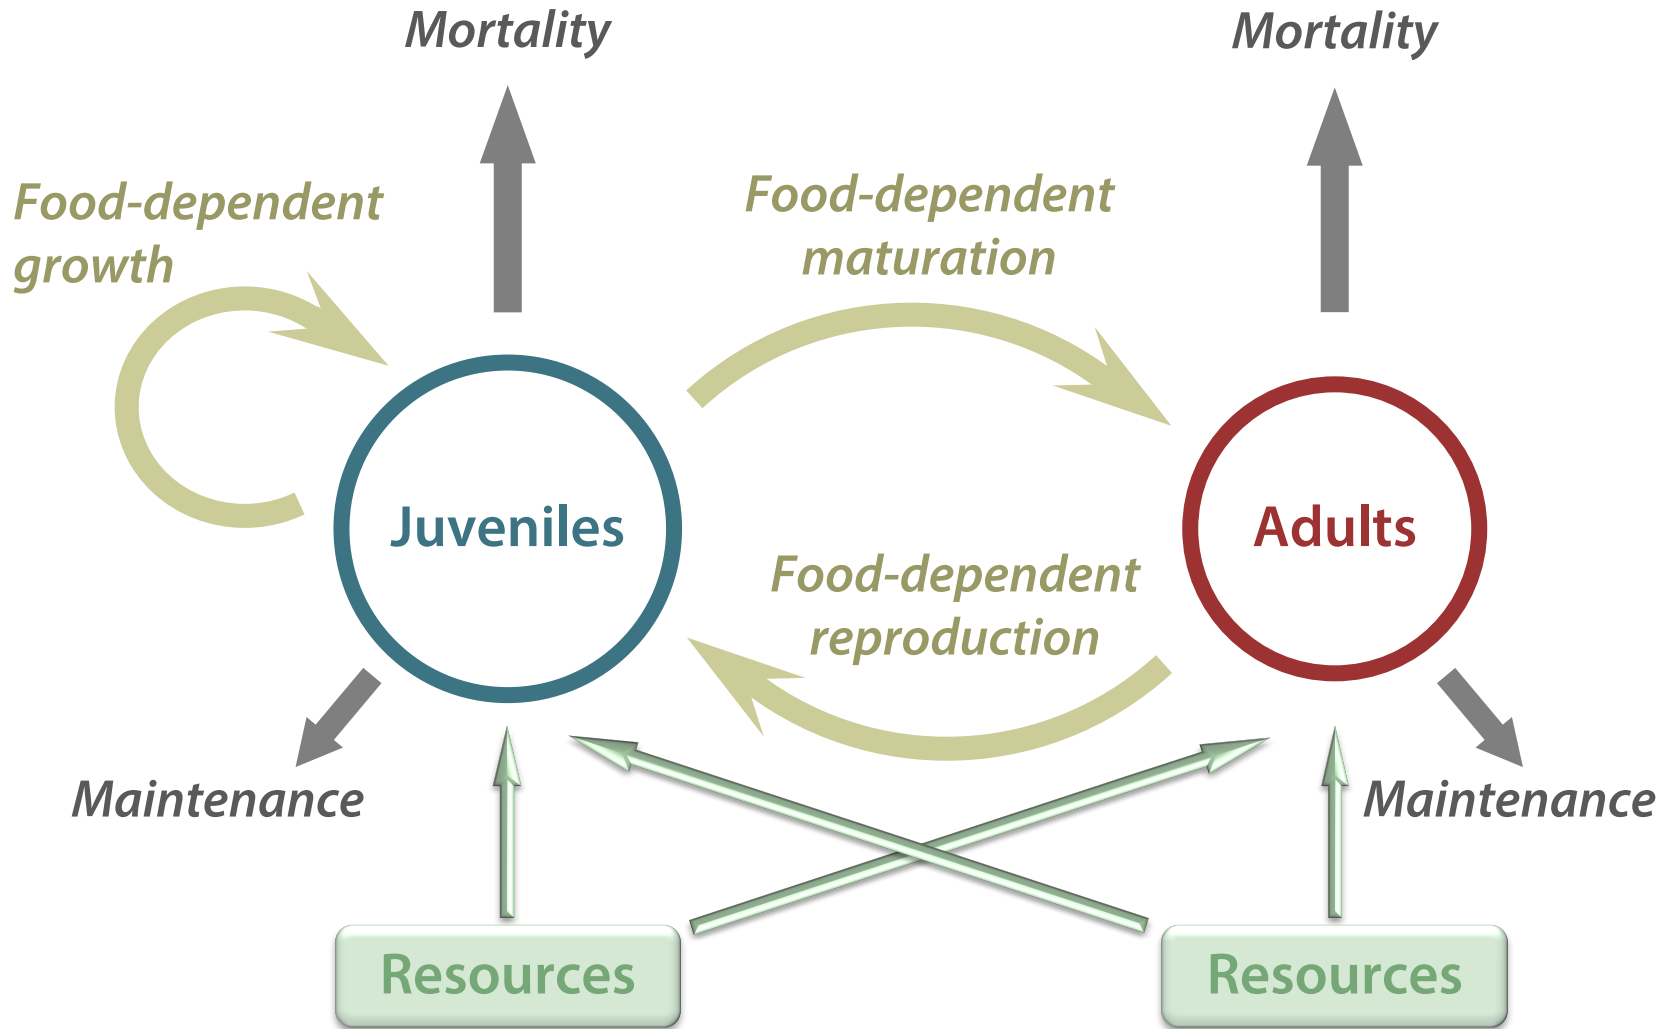 Mortality
Mortality
Food-dependent
growth
Food-dependent
maturation
Juveniles
Adults
Food-dependent
reproduction
Maintenance
Maintenance
Resources
Resources